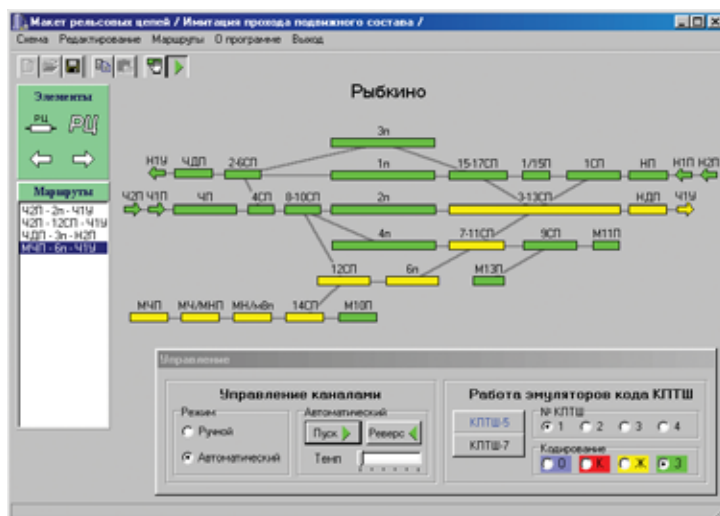 Макет рельсовых цепей / Имитация прохода подвижного состава /
Схема Редактирование Маршруты О программе Выход
Элементы
РЦ РЦ
Маршруты
Ч2П - 2п - Ч1У
Ч2П - 12СП - Ч1У
ЧДП - 3п - Н2П
МЧП - 6п - Ч1У
Рыбкино
3п
Н1У ЧДП 2-6СП 1п 15-17СП 1/15П 1СП НП Н1П Н2П
Ч2П Ч1П ЧП 4СП 8-10СП 2п 3-13СП НДП Ч1У
4п 7-11СП 9СП М11П
12СП 6п М13П
МЧП МЧ/МНП МН/м8п 14СП М10П
Управление
Управление каналами
Режим
Ручной
Автоматический
Автоматический
Пуск Реверс
Темп
Работа эмуляторов кода КПТШ
КПТШ-5
КПТШ-7
№ КПТШ
1 2 3 4
Кодирование
0 К Ж З